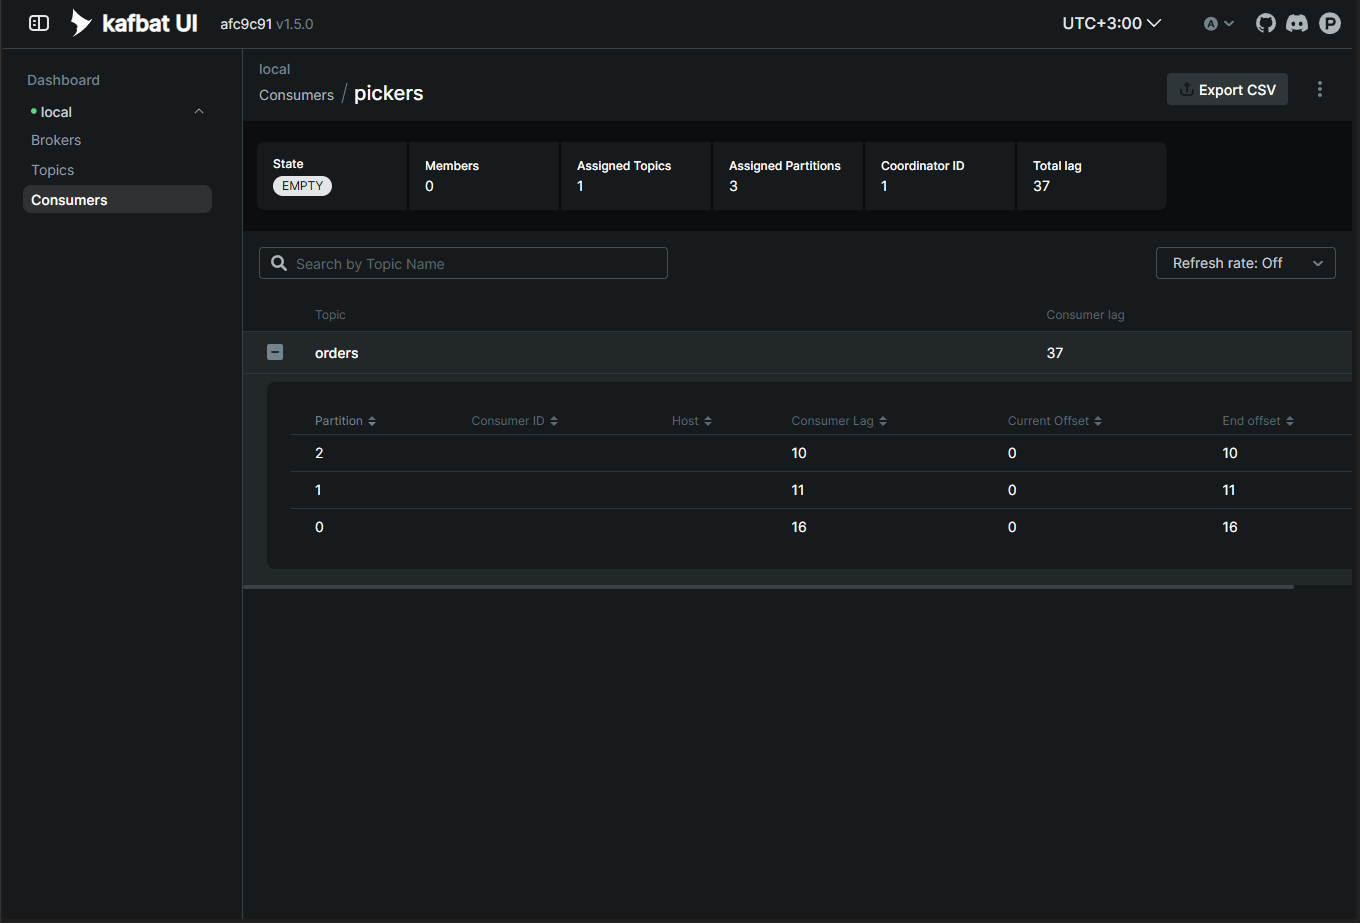 kafbat UI afc9c91 v1.5.0 UTC+3:00 A P
Dashboard
local
Brokers
Topics
Consumers
local
Consumers / pickers
Export CSV
State
EMPTY
Members
0
Assigned Topics
1
Assigned Partitions
3
Coordinator ID
1
Total lag
37
Search by Topic Name
Refresh rate: Off
Topic Consumer lag
orders 37
Partition Consumer ID Host Consumer Lag Current Offset End offset
2 10 0 10
1 11 0 11
0 16 0 16